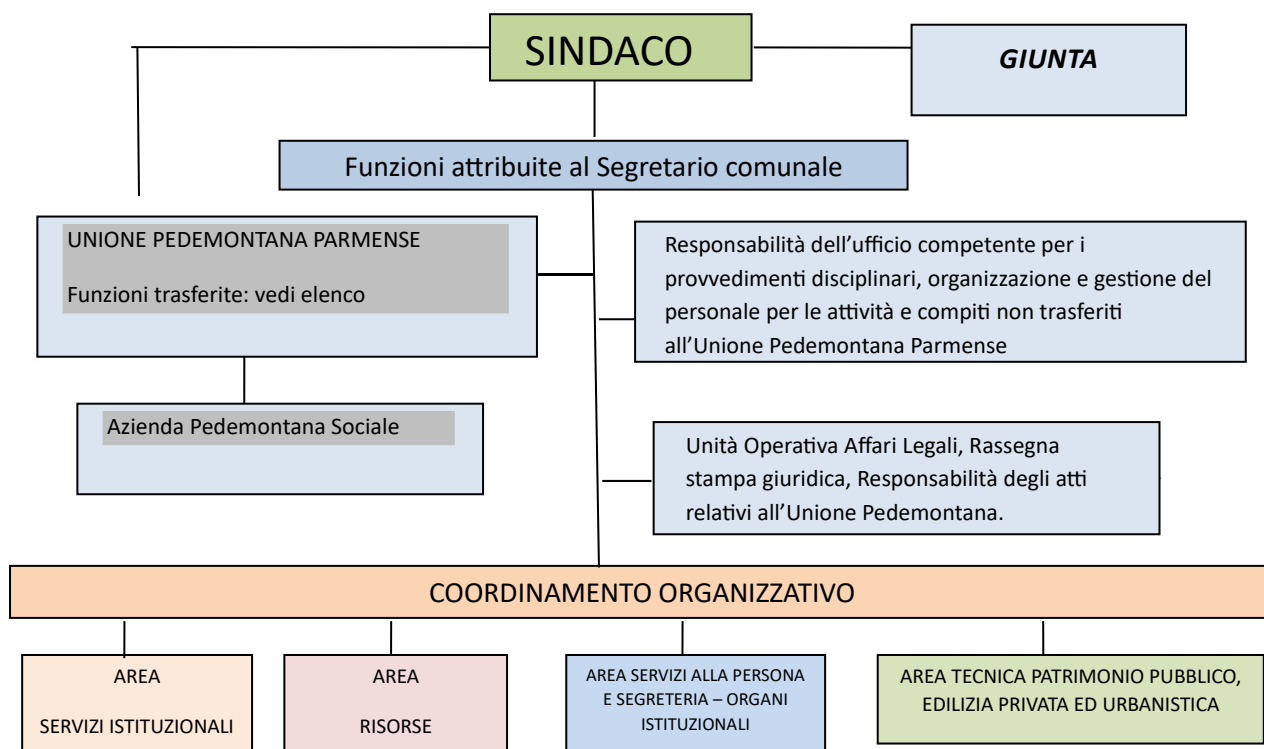 SINDACO
GIUNTA
Funzioni attribuite al Segretario comunale
UNIONE PEDEMONTANA PARMENSE
Funzioni trasferite: vedi elenco
Responsabilità dell’ufficio competente per i
provvedimenti disciplinari, organizzazione e gestione del
personale per le attività e compiti non trasferiti
all’Unione Pedemontana Parmense
Azienda Pedemontana Sociale
Unità Operativa Affari Legali, Rassegna
stampa giuridica, Responsabilità degli atti
relativi all’Unione Pedemontana.
COORDINAMENTO ORGANIZZATIVO
AREA
SERVIZI ISTITUZIONALI
AREA
RISORSE
AREA SERVIZI ALLA PERSONA
E SEGRETERIA – ORGANI
ISTITUZIONALI
AREA TECNICA PATRIMONIO PUBBLICO,
EDILIZIA PRIVATA ED URBANISTICA